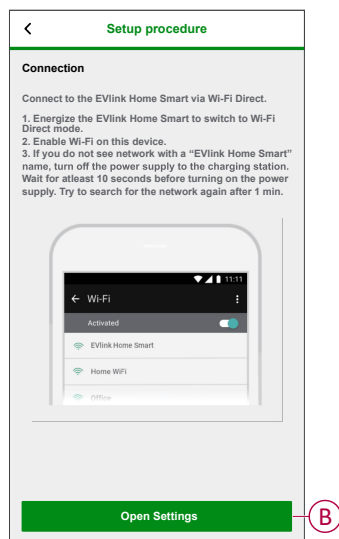 Setup procedure
Connection
Connect to the EVlink Home Smart via Wi-Fi Direct.
1. Energize the EVlink Home Smart to switch to Wi-Fi
Direct mode.
2. Enable Wi-Fi on this device.
3. If you do not see network with a “EVlink Home Smart”
name, turn off the power supply to the charging station.
Wait for atleast 10 seconds before turning on the power
supply. Try to search for the network again after 1 min.
11:11
Wi-Fi
Activated
EVlink Home Smart
Home WiFi
Office
Open Settings
B